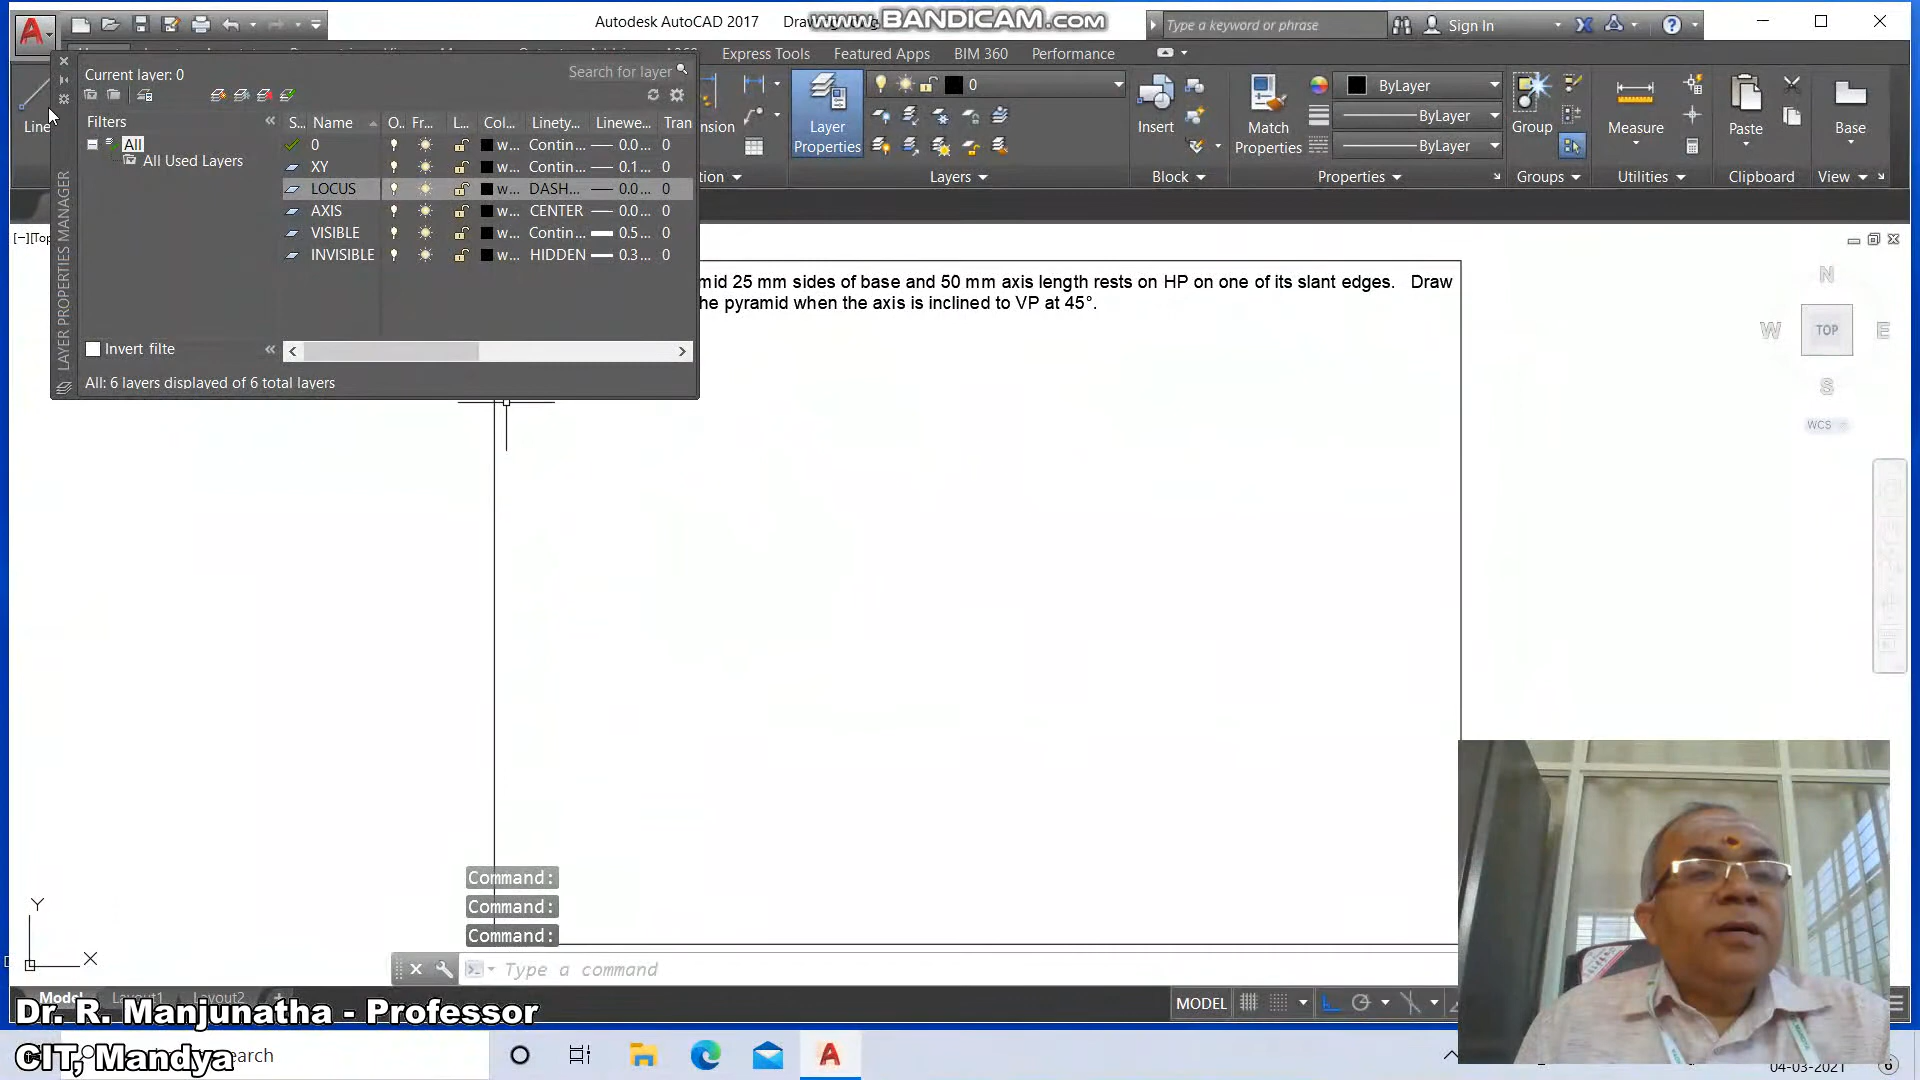 Autodesk AutoCAD 2017
www.BANDICAM.com
Type a keyword or phrase
Sign In
Express Tools
Featured Apps
BIM 360
Performance
Current layer: 0
Search for layer
Filters
All
All Used Layers
S... Name O.. Fr... L... Col... Linety... Linewe... Tran
0 w... Contin... 0.0... 0
XY w... Contin... 0.1... 0
LOCUS w... DASH... 0.0... 0
AXIS w... CENTER 0.0... 0
VISIBLE w... Contin... 0.5... 0
INVISIBLE w... HIDDEN 0.3... 0
Invert filte
All: 6 layers displayed of 6 total layers
LAYER PROPERTIES MANAGER
Line
nsion
Layer
Properties
0
Layers
Insert
Block
Match
Properties
ByLayer
ByLayer
ByLayer
Properties
Group
Groups
Measure
Utilities
Paste
Clipboard
Base
View
[−][Top
mid 25 mm sides of base and 50 mm axis length rests on HP on one of its slant edges. Draw
he pyramid when the axis is inclined to VP at 45°.
N
W TOP E
S
WCS
Command:
Command:
Command:
Type a command
Y
X
Model Layout1 Layout2 +
MODEL
Dr. R. Manjunatha - Professor
CIT, Mandya
04-03-2021
6